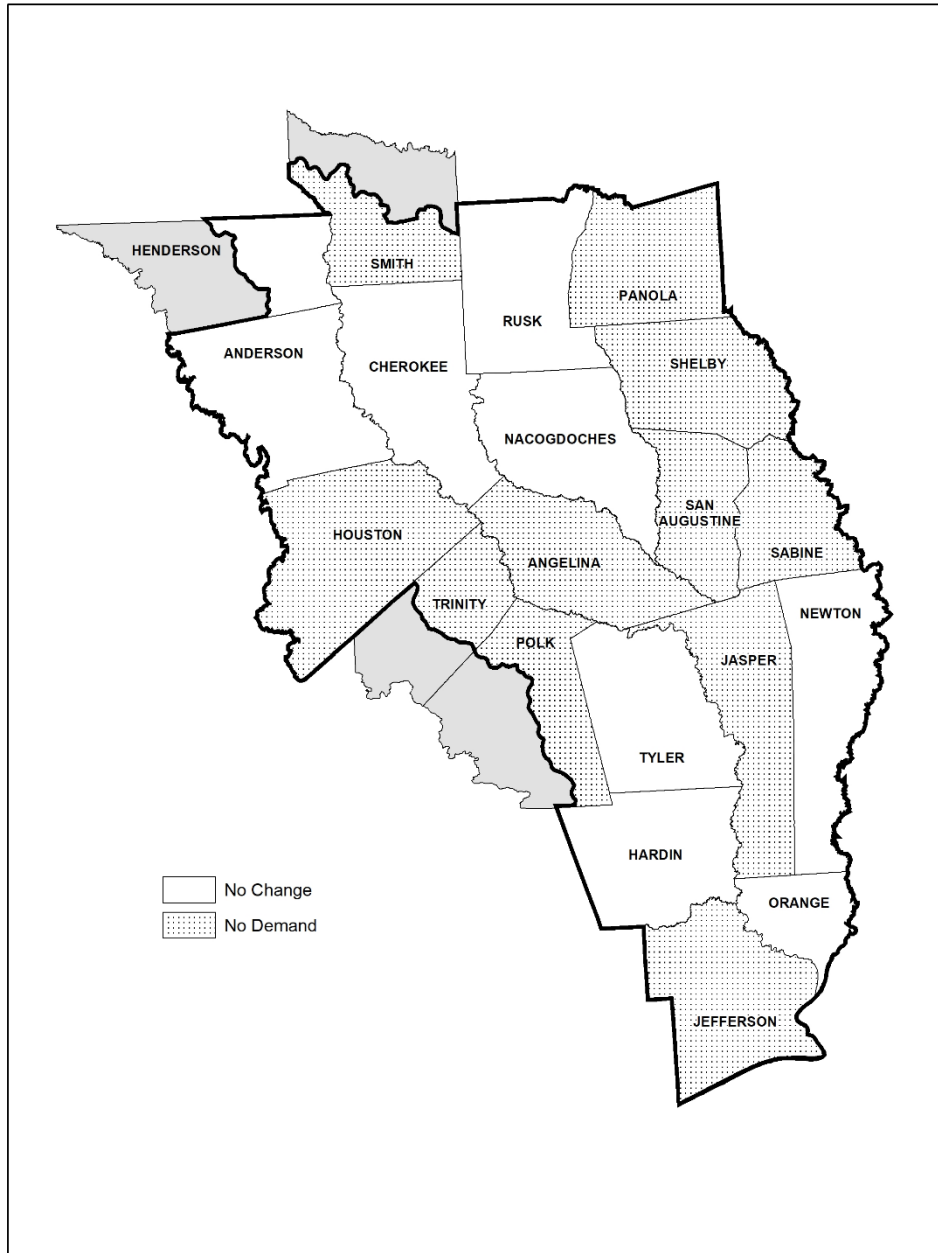 HENDERSON
SMITH
PANOLA
RUSK
ANDERSON
CHEROKEE
SHELBY
NACOGDOCHES
SAN
AUGUSTINE
HOUSTON
SABINE
ANGELINA
TRINITY
NEWTON
POLK
JASPER
TYLER
HARDIN
No Change
ORANGE
No Demand
JEFFERSON